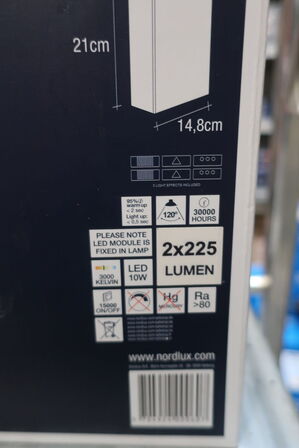 21cm
14,8cm
3 LIGHT EFFECTS INCLUDED
95%
warm-up
< 2 sec
Light up:
< 0,5 sec
120°
30000
HOURS
PLEASE NOTE
LED MODULE IS
FIXED IN LAMP
2x225
LUMEN
3000
KELVIN
LED
10W
15000
ON/OFF
Hg
MERCURY
Ra
>80
www.nordlux.com